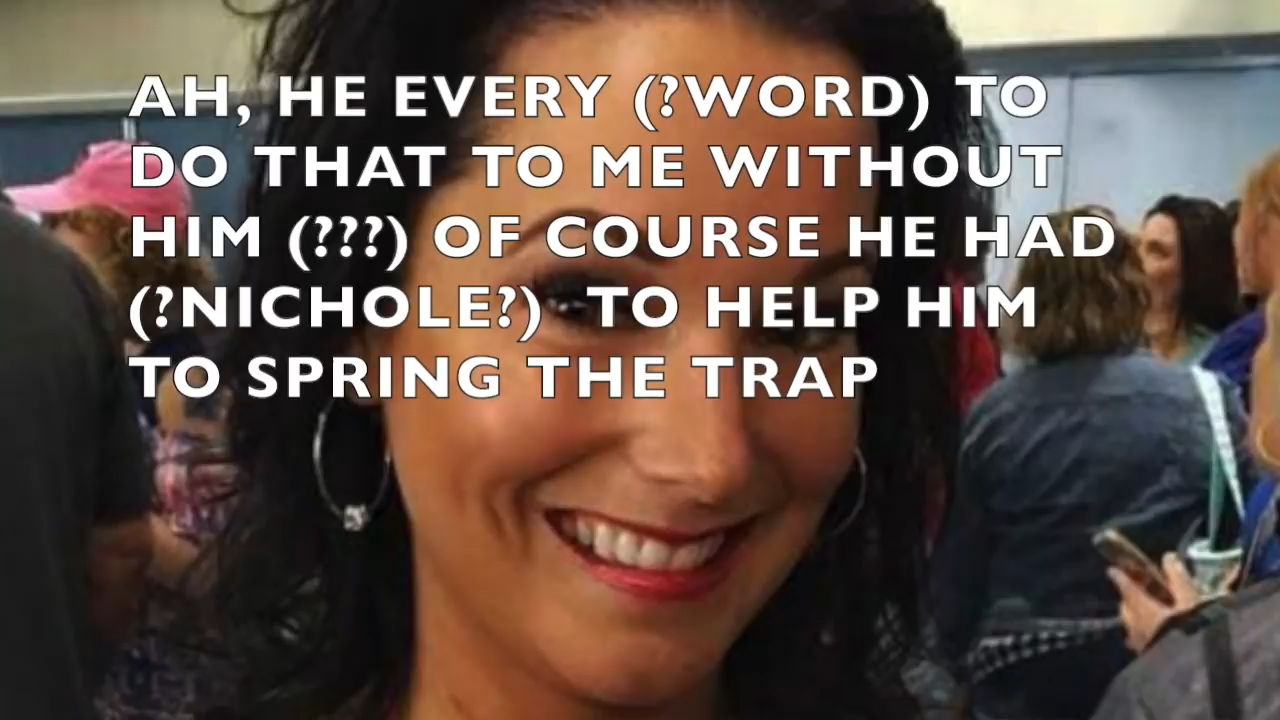 AH, HE EVERY (?WORD) TO
DO THAT TO ME WITHOUT
HIM (???) OF COURSE HE HAD
(?NICHOLE?) TO HELP HIM
TO SPRING THE TRAP